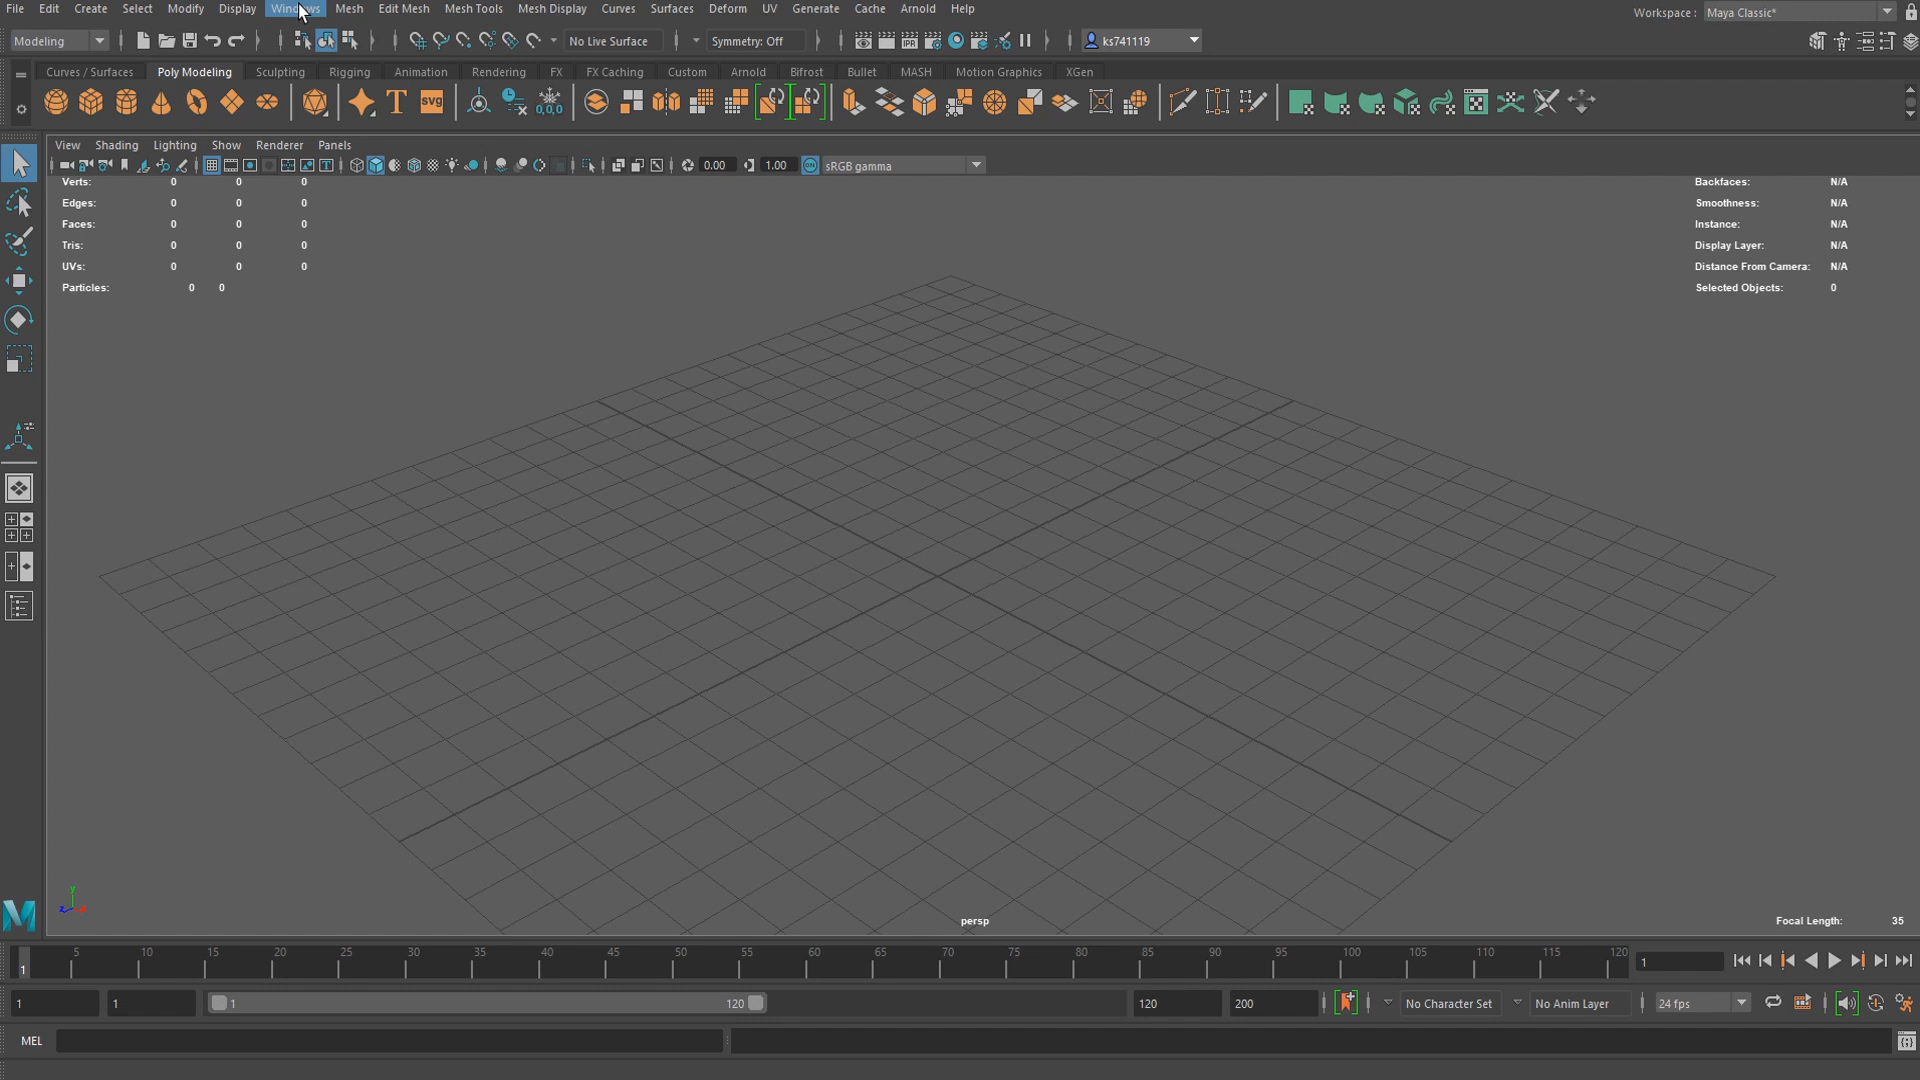 File Edit Create Select Modify Display Windows Mesh Edit Mesh Mesh Tools Mesh Display Curves Surfaces Deform UV Generate Cache Arnold Help Workspace : Maya Classic*
Modeling No Live Surface Symmetry: Off ks741119
Curves / Surfaces Poly Modeling Sculpting Rigging Animation Rendering FX FX Caching Custom Arnold Bifrost Bullet MASH Motion Graphics XGen
T SVG 0,0,0
View Shading Lighting Show Renderer Panels
0.00 1.00 ON sRGB gamma
Verts: 0 0 0 Backfaces: N/A
Edges: 0 0 0 Smoothness: N/A
Faces: 0 0 0 Instance: N/A
Tris: 0 0 0 Display Layer: N/A
UVs: 0 0 0 Distance From Camera: N/A
Particles: 0 0 Selected Objects: 0
y
z x
M persp Focal Length: 35
5 10 15 20 25 30 35 40 45 50 55 60 65 70 75 80 85 90 95 100 105 110 115 120
1 1
1 1 1 120 120 200 No Character Set No Anim Layer 24 fps
MEL